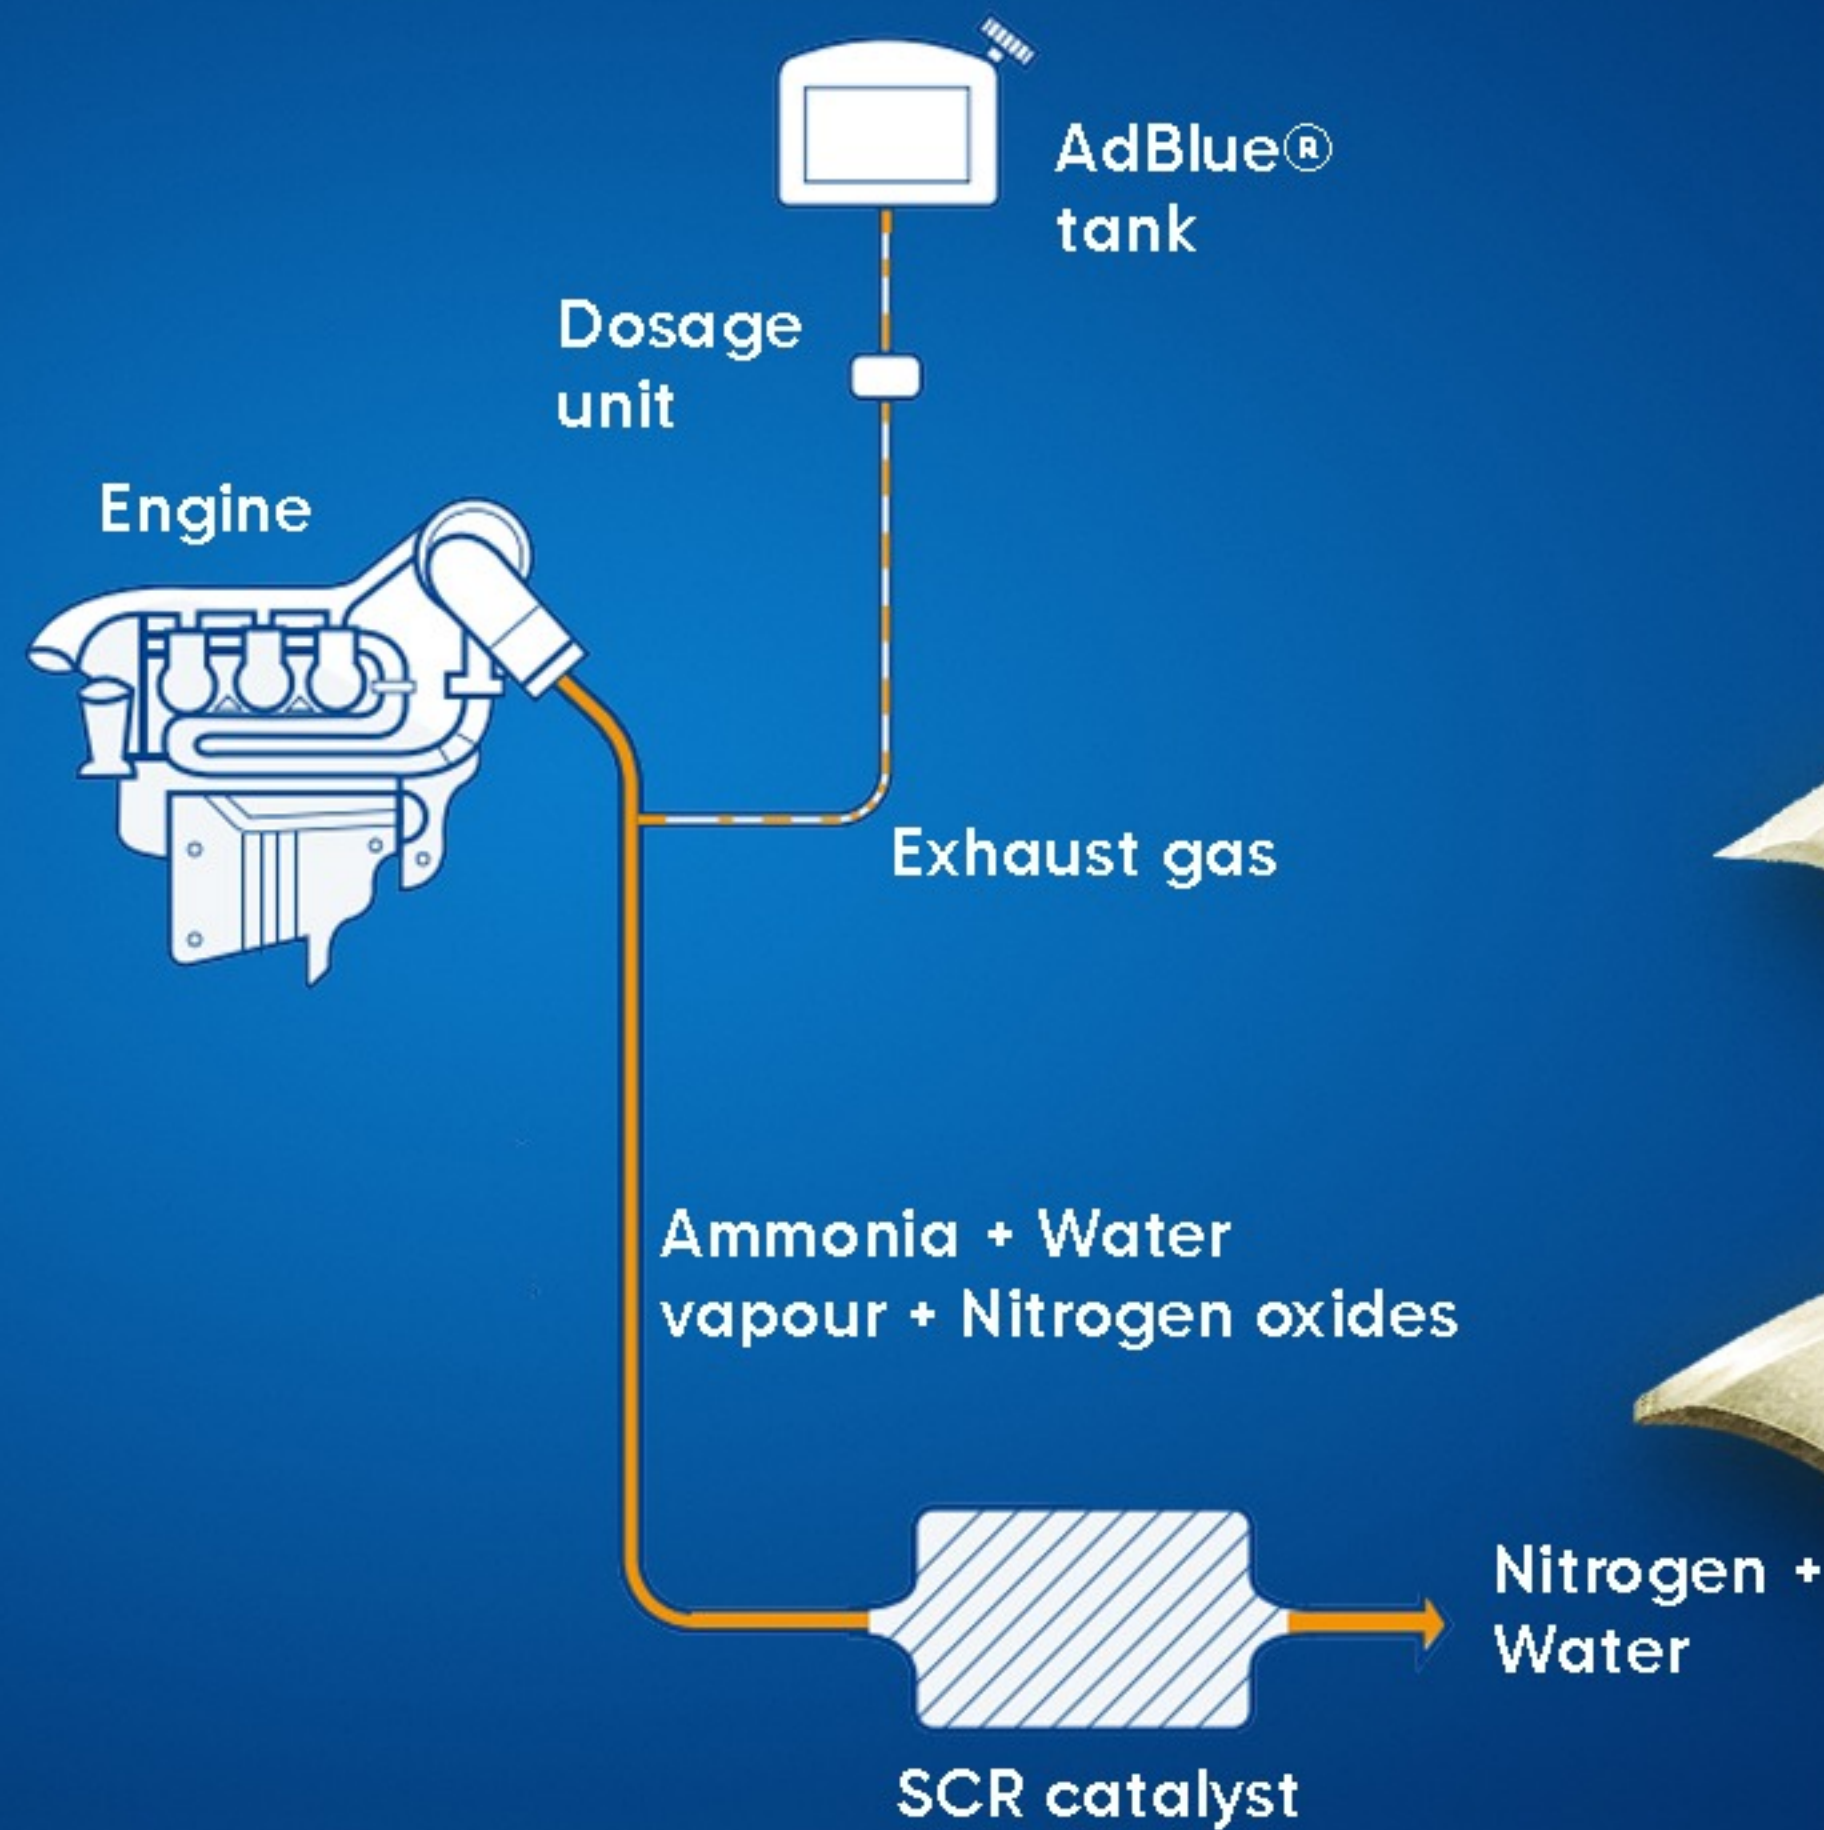 AdBlue®
tank
Dosage
unit
Engine
Exhaust gas
Ammonia + Water
vapour + Nitrogen oxides
Nitrogen +
Water
SCR catalyst